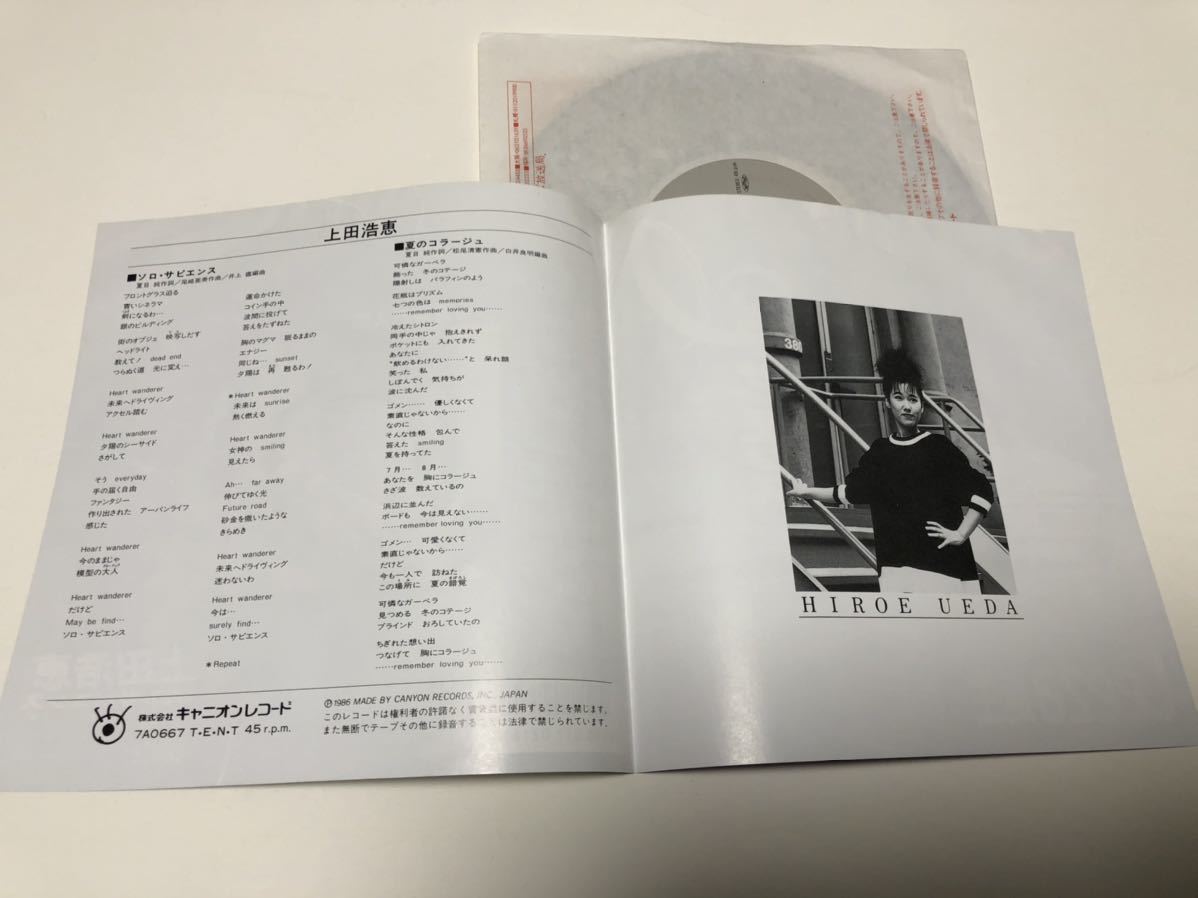 上田浩恵
■ソロ・サピエンス
夏目 純作詞／尾崎亜美作曲／井上 鑑編曲
フロントグラス迫る
青いシネラマ
剣になるわ…
銀のビルディング
街のオブジェ 映写しだす
ヘッドライト
教えて！ dead end
つらぬく道 光に変え…
Heart wanderer
未来へドライヴィング
アクセル踏む
Heart wanderer
夕陽のシーサイド
さがして
そう everyday
手の届く自由
ファンタジー
作り出された アーバンライフ
感じた
Heart wanderer
今のままじゃ
模型の大人
Heart wanderer
だけど
May be find…
ソロ・サピエンス
運命かけた
コイン手の中
波間に投げて
答えをたずねた
胸のマグマ 眠るままの
エナジー
同じね… sunset
夕陽は 再 甦るわ！
＊Heart wanderer
未来は sunrise
熱く燃える
Heart wanderer
女神の smiling
見えたら
Ah… far away
伸びてゆく光
Future road
砂金を撒いたような
きらめき
Heart wanderer
未来へドライヴィング
迷わないわ
Heart wanderer
今は…
surely find…
ソロ・サピエンス
＊Repeat
■夏のコラージュ
夏目 純作詞／松尾清憲作曲／白井良明編曲
可憐なガーベラ
飾った 冬のコテージ
陽射しは パラフィンのよう
花瓶はプリズム
七つの色は memories
……remember loving you……
冷えたシトロン
両手の中じゃ 抱えきれず
ポケットにも 入れてきた
あなたに
“飲めるわけない……”と 呆れ顔
笑った 私
しぼんでく 気持ちが
波に沈んだ
ゴメン…… 優しくなくて
素直じゃないから……
なのに
そんな性格 包んで
答えた smiling
夏を持ってた
7月… 8月…
あなたを 胸にコラージュ
さざ波 数えているの
浜辺に並んだ
ボードも 今は見えない……
……remember loving you……
ゴメン… 可愛くなくて
素直じゃないから……
だけど
今も一人で 訪ねた
この場所に 夏の錯覚
可憐なガーベラ
見つめる 冬のコテージ
ブラインド おろしていたの
ちぎれた想い出
つなげて 胸にコラージュ
……remember loving you……
株式会社 キャニオンレコード
7A0667 T・E・N・T 45 r.p.m.
Ⓟ1986 MADE BY CANYON RECORDS, INC., JAPAN
このレコードは権利者の許諾なく賃貸業に使用することを禁じます。
また無断でテープその他に録音することは法律で禁じられています。
380
HIROE UEDA